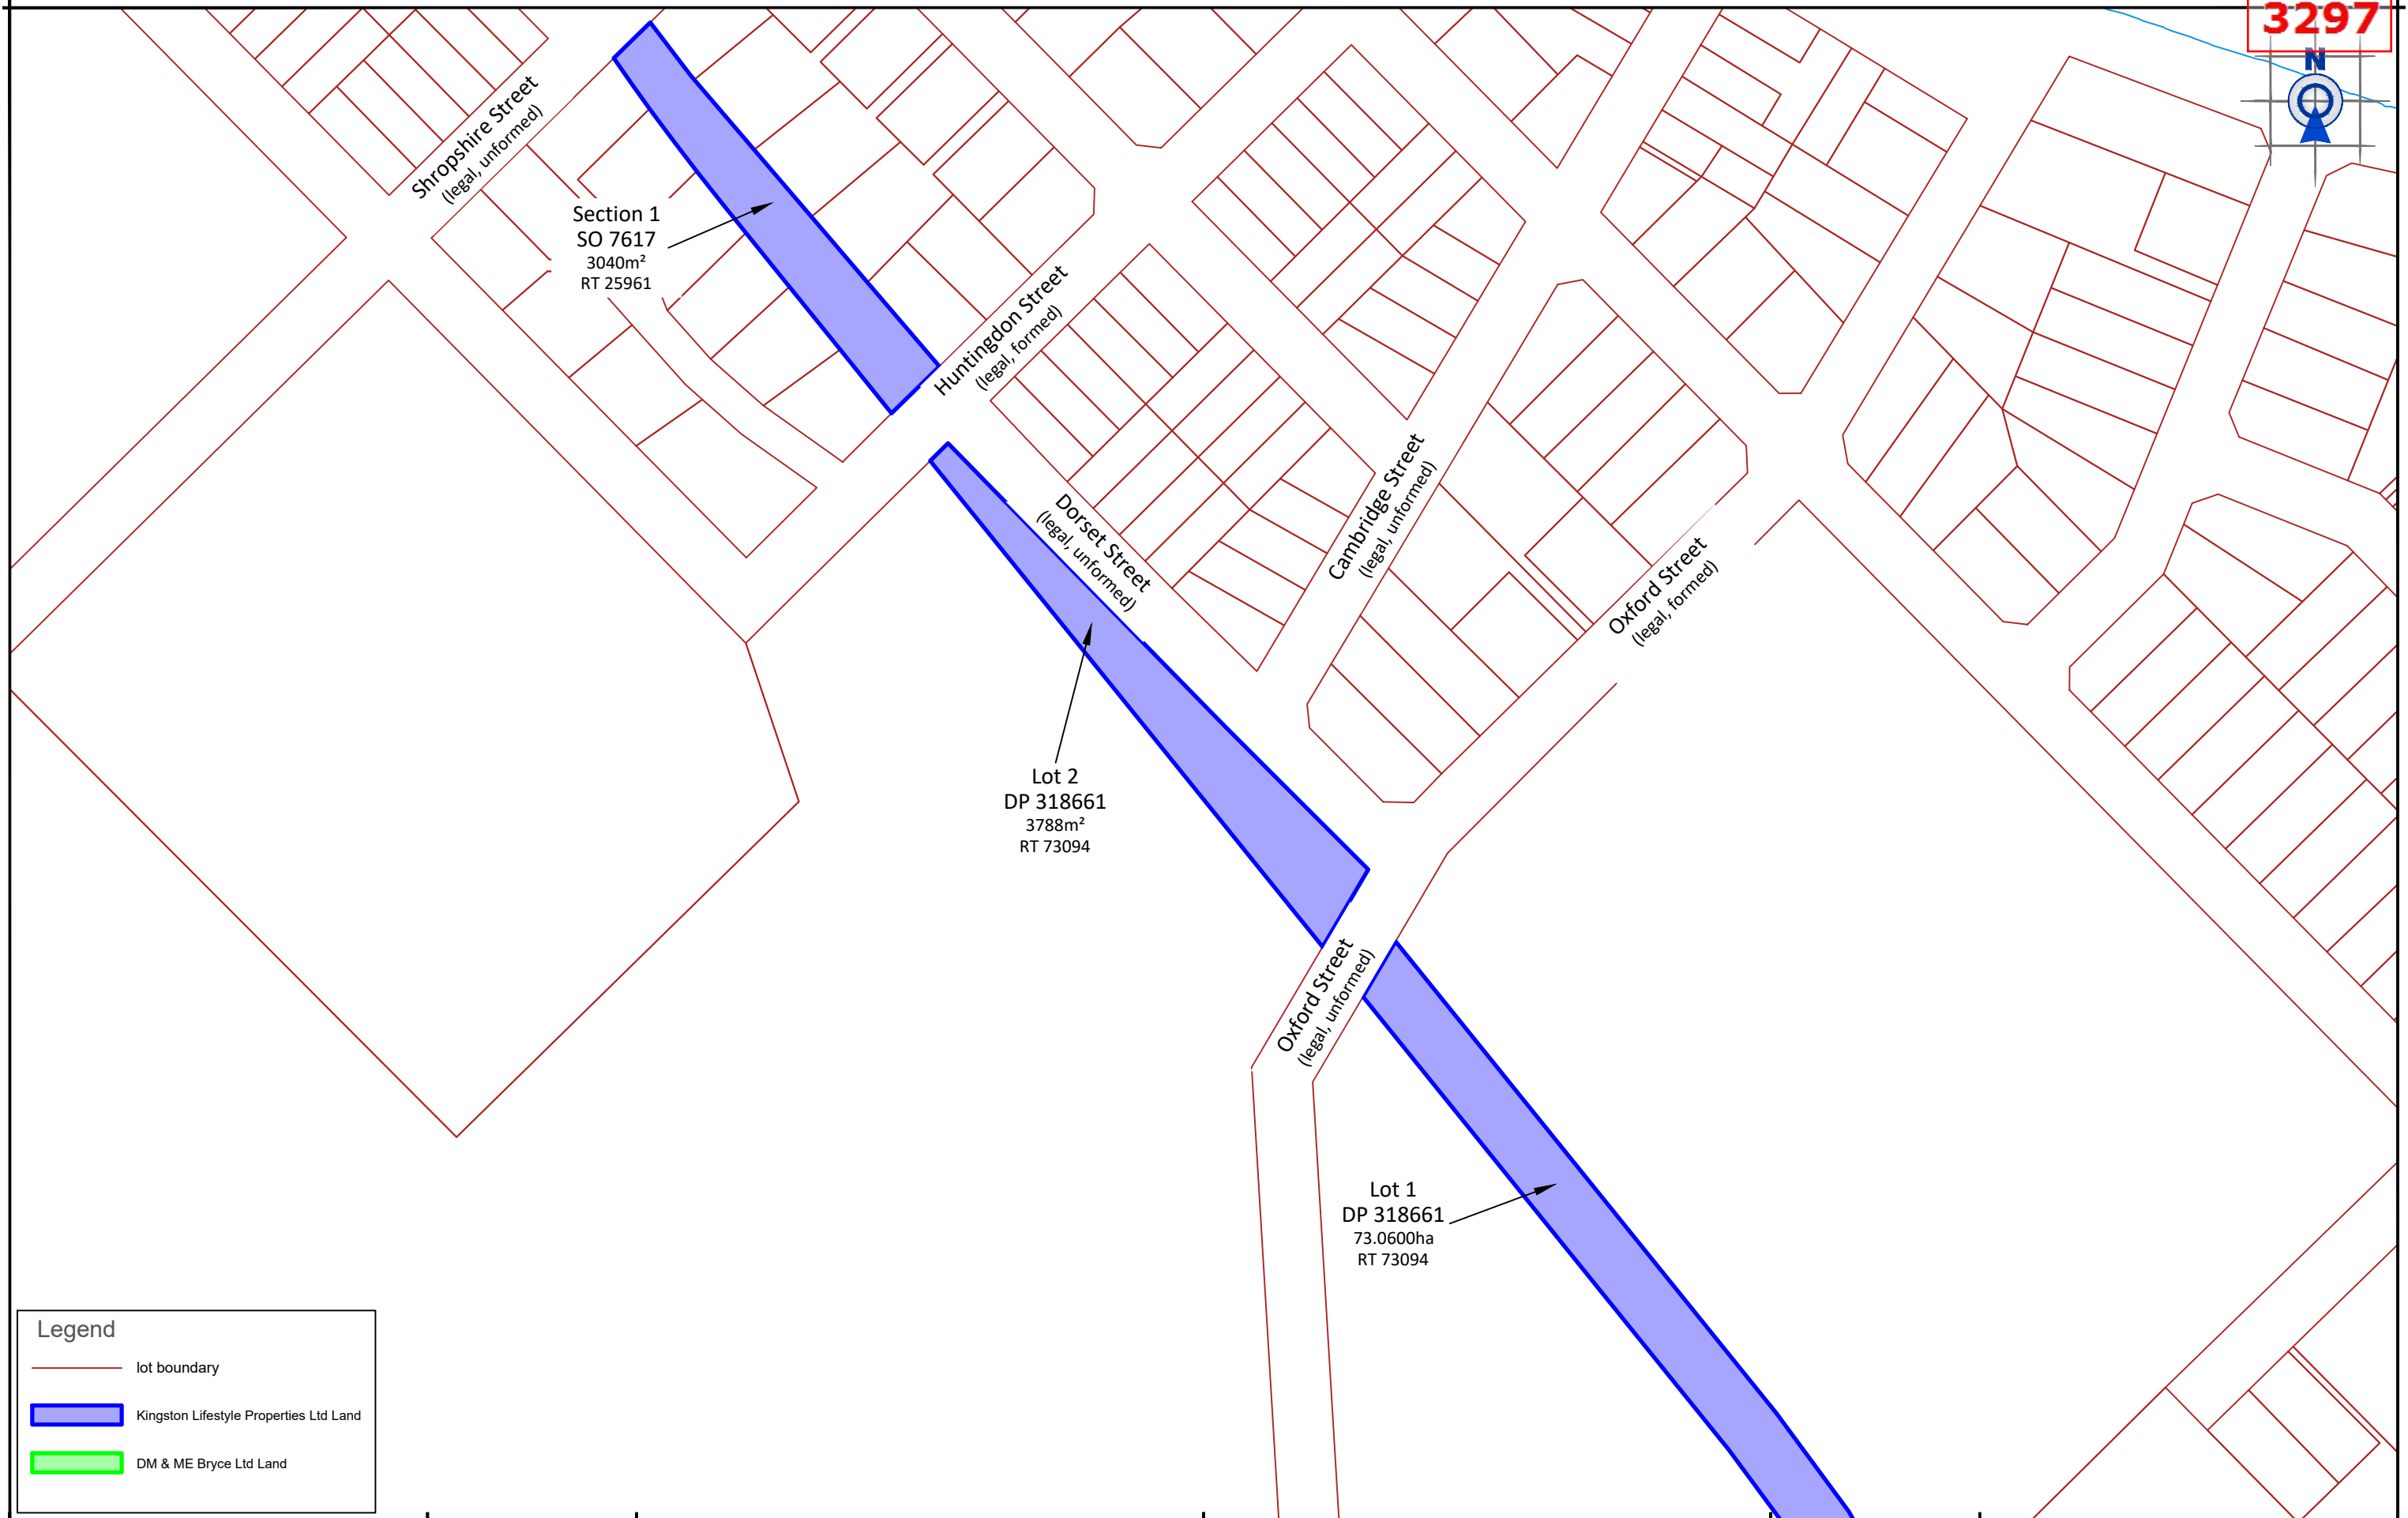 3297
N
Shropshire Street
(legal, unformed)
Section 1
SO 7617
3040m²
RT 25961
Huntingdon Street
(legal, formed)
Dorset Street
(legal, unformed)
Cambridge Street
(legal, unformed)
Oxford Street
(legal, formed)
Lot 2
DP 318661
3788m²
RT 73094
Oxford Street
(legal, unformed)
Lot 1
DP 318661
73.0600ha
RT 73094
Legend
lot boundary
Kingston Lifestyle Properties Ltd Land
DM & ME Bryce Ltd Land